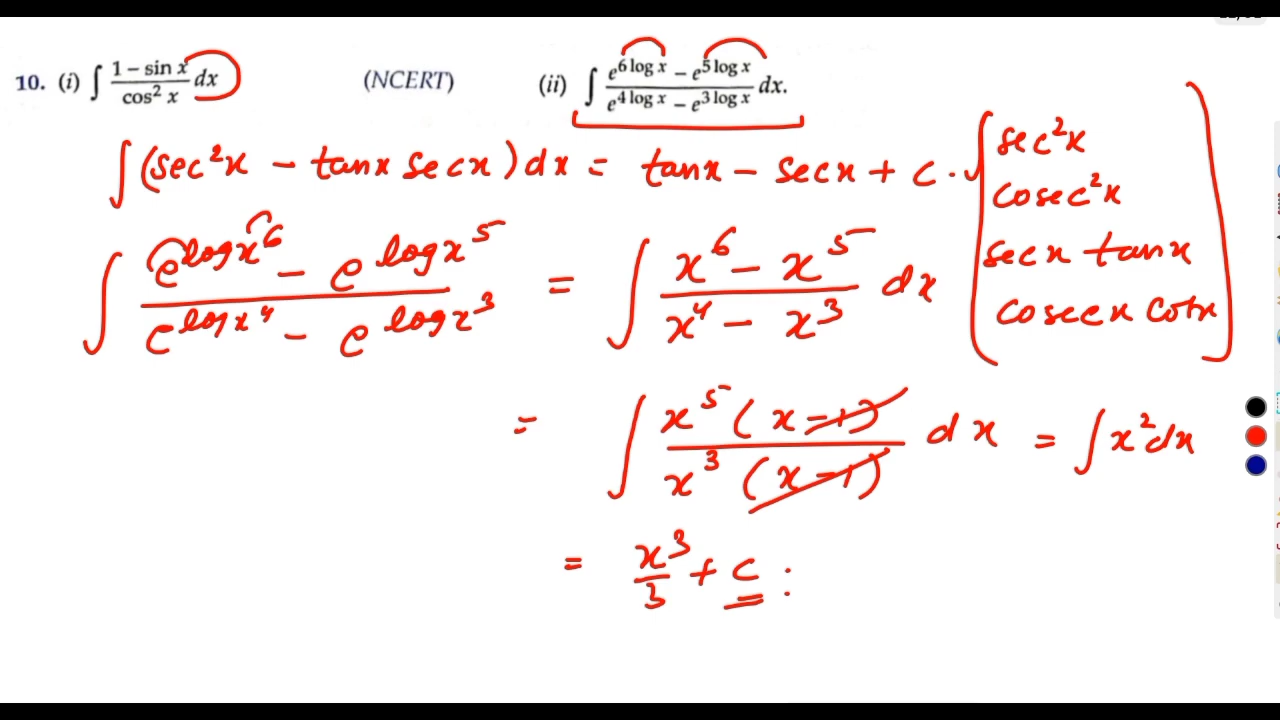 10. (i) ∫ (1 – sin x)/(cos² x) dx (NCERT) (ii) ∫ (e^(6 log x) – e^(5 log x))/(e^(4 log x) – e^(3 log x)) dx.
∫(sec²x – tanx secx)dx = tanx – secx + c.
∫ sec²x
cosec²x
secx tanx
cosecx cotx
∫ (e^(logx⁶) – e^(logx⁵))/(e^(logx⁴) – e^(logx³)) = ∫ (x⁶ – x⁵)/(x⁴ – x³) dx
= ∫ (x⁵(x–1))/(x³(x–1)) dx = ∫x²dx
= x³/3 + c